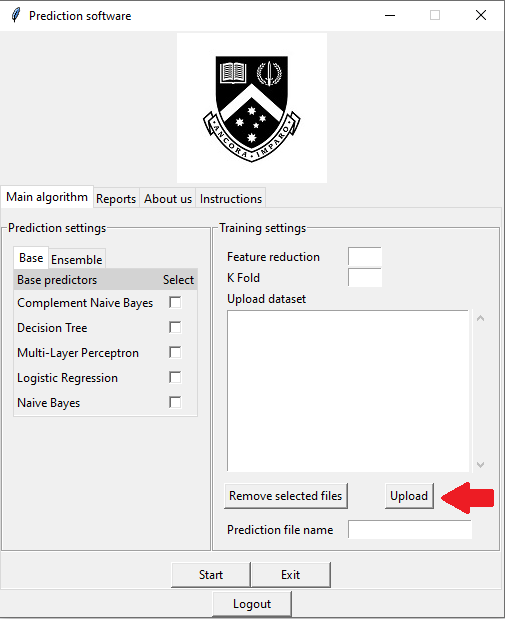 Prediction software
ANCORA IMPARO
Main algorithm Reports About us Instructions
Prediction settings
Base Ensemble
Base predictors Select
Complement Naive Bayes
Decision Tree
Multi-Layer Perceptron
Logistic Regression
Naive Bayes
Training settings
Feature reduction
K Fold
Upload dataset
Remove selected files Upload
Prediction file name
Start Exit
Logout